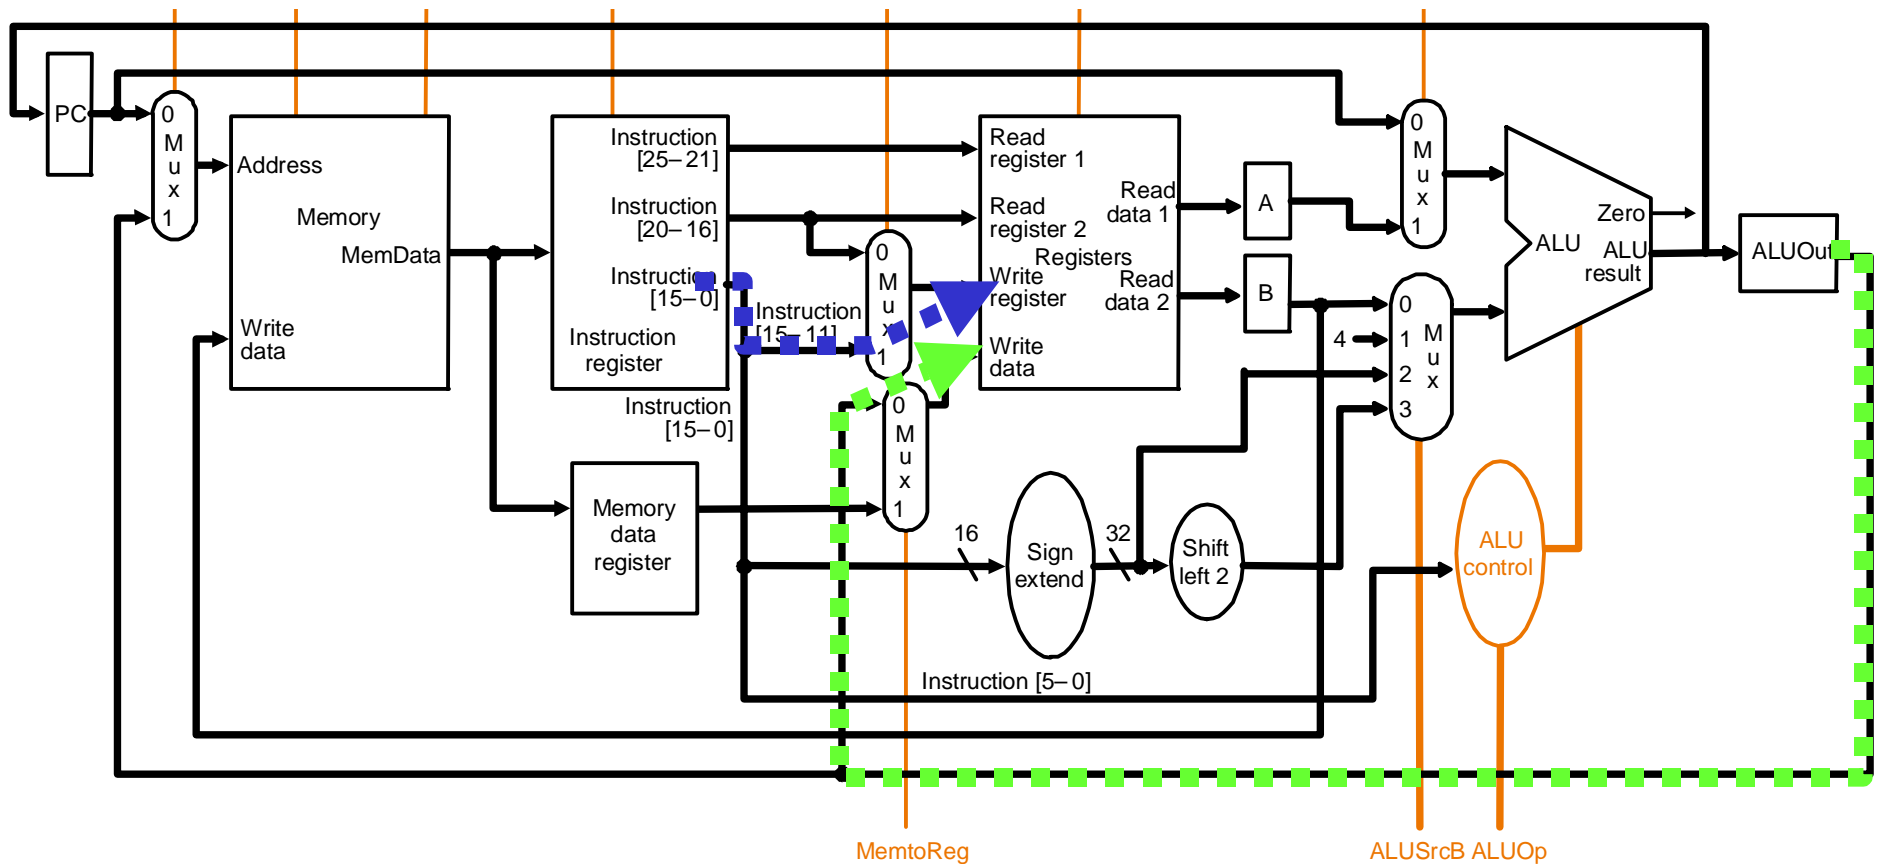 PC
0
M
u
x
1
Address
Memory
MemData
Write
data
Instruction
[25–21]
Instruction
[20–16]
Instruction
[15–0]
Instruction
register
Instruction
[15–11]
Instruction
[15–0]
Memory
data
register
0
M
u
x
1
0
M
u
x
1
Read
register 1
Read
register 2
Registers
Write
register
Write
data
Read
data 1
Read
data 2
16
Sign
extend
32
Shift
left 2
Instruction [5–0]
A
B
4
0
M
u
x
1
0
1
2
3
M
u
x
Zero
ALU
ALU
result
ALUOut
ALU
control
MemtoReg
ALUSrcB ALUOp